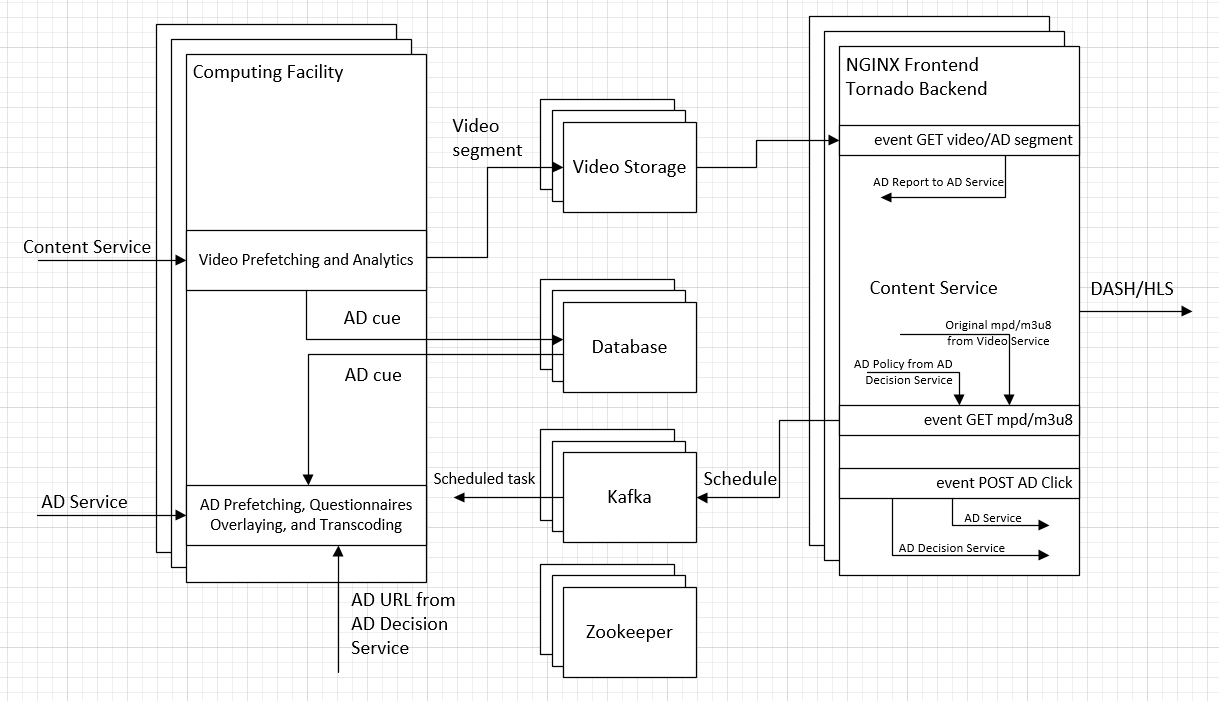 Computing Facility
Content Service
Video Prefetching and Analytics
AD cue
AD cue
AD Service
AD Prefetching, Questionnaires
Overlaying, and Transcoding
AD URL from
AD Decision
Service
Video
segment
Video Storage
Database
Scheduled task
Kafka
Schedule
Zookeeper
NGINX Frontend
Tornado Backend
event GET video/AD segment
AD Report to AD Service
Content Service
DASH/HLS
Original mpd/m3u8
from Video Service
AD Policy from AD
Decision Service
event GET mpd/m3u8
event POST AD Click
AD Service
AD Decision Service